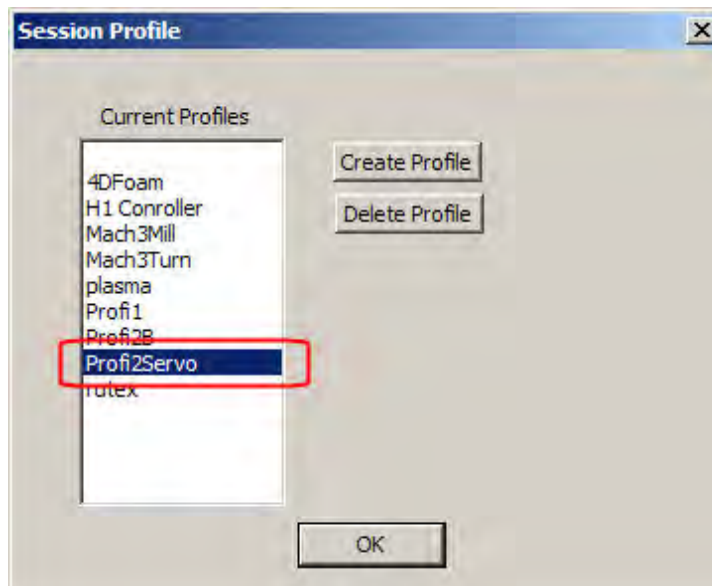 Session Profile
Current Profiles
Create Profile
Delete Profile
4DFoam
H1 Conroller
Mach3Mill
Mach3Turn
plasma
Profi1
Profi2B
Profi2Servo
rutex
OK